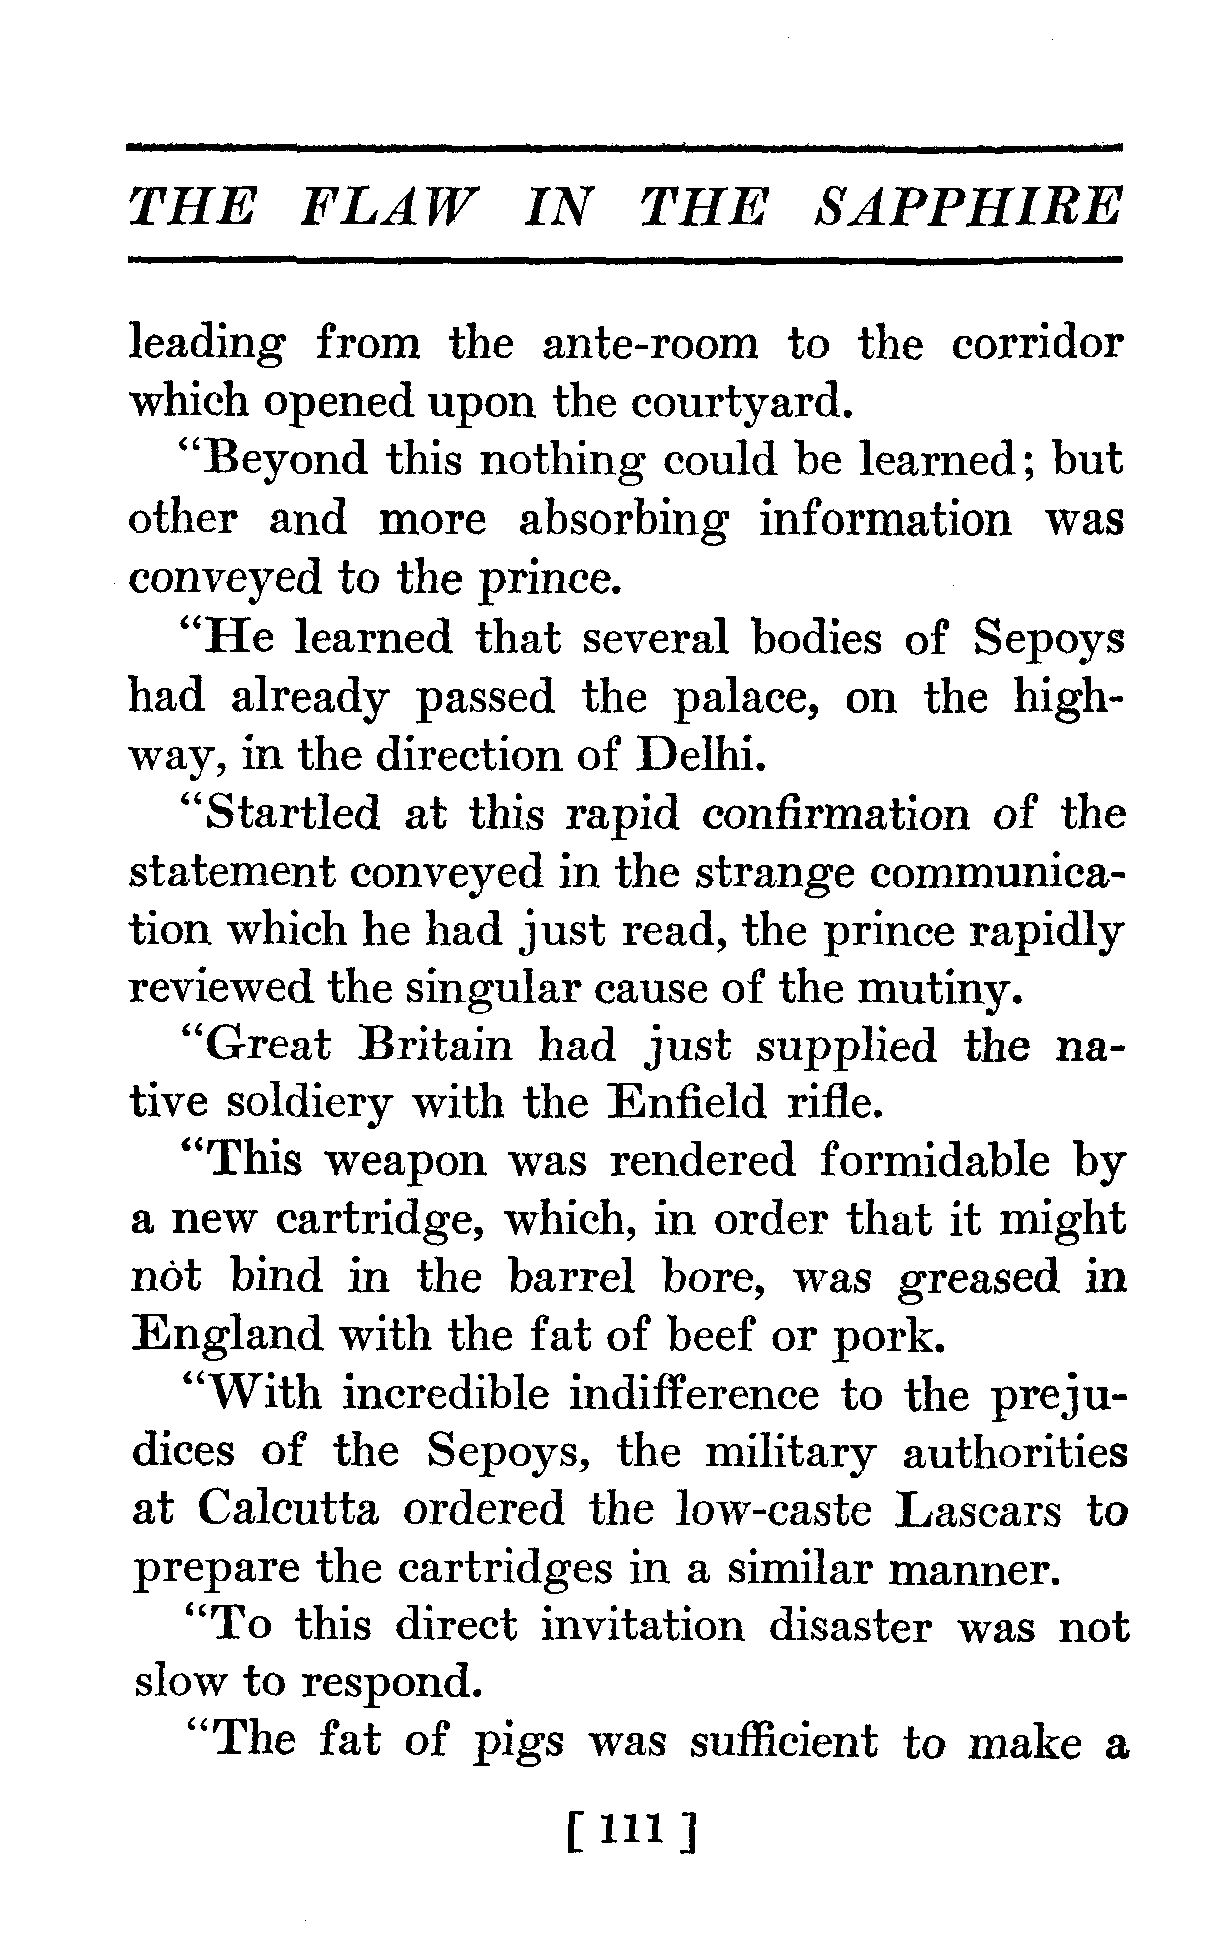 THE FLAW IN THE SAPPHIRE
leading from the ante-room to the corridor
which opened upon the courtyard.
"Beyond this nothing could be learned; but
other and more absorbing information was
conveyed to the prince.
"He learned that several bodies of Sepoys
had already passed the palace, on the high-
way, in the direction of Delhi.
"Startled at this rapid confirmation of the
statement conveyed in the strange communica-
tion which he had just read, the prince rapidly
reviewed the singular cause of the mutiny.
"Great Britain had just supplied the na-
tive soldiery with the Enfield rifle.
"This weapon was rendered formidable by
a new cartridge, which, in order that it might
not bind in the barrel bore, was greased in
England with the fat of beef or pork.
"With incredible indifference to the preju-
dices of the Sepoys, the military authorities
at Calcutta ordered the low-caste Lascars to
prepare the cartridges in a similar manner.
"To this direct invitation disaster was not
slow to respond.
"The fat of pigs was sufficient to make a
[ 111 ]